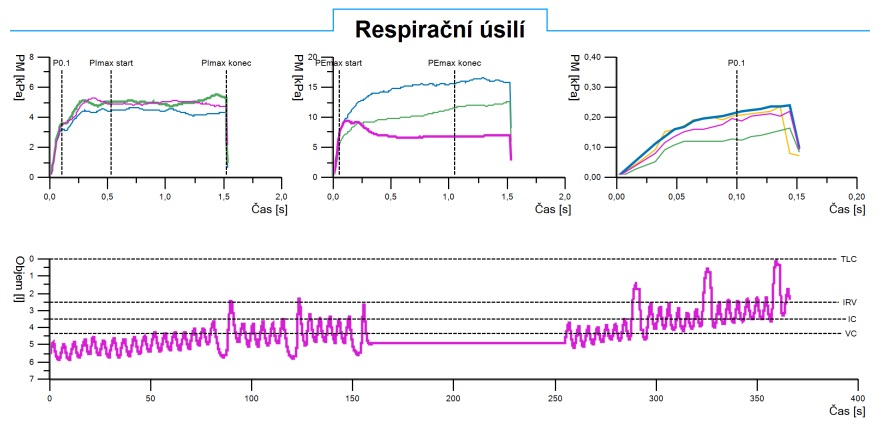 Respirační úsilí
PM [kPa]
8
6
4
2
0
P0.1
PImax start
PImax konec
0,0
0,5
1,0
1,5
2,0
Čas [s]
PM [kPa]
20
15
10
5
0
PEmax start
PEmax konec
0,0
0,5
1,0
1,5
2,0
Čas [s]
PM [kPa]
0,40
0,30
0,20
0,10
0,00
P0.1
0,00
0,05
0,10
0,15
0,20
Čas [s]
Objem [l]
0
1
2
3
4
5
6
7
TLC
IRV
IC
VC
0
50
100
150
200
250
300
350
400
Čas [s]